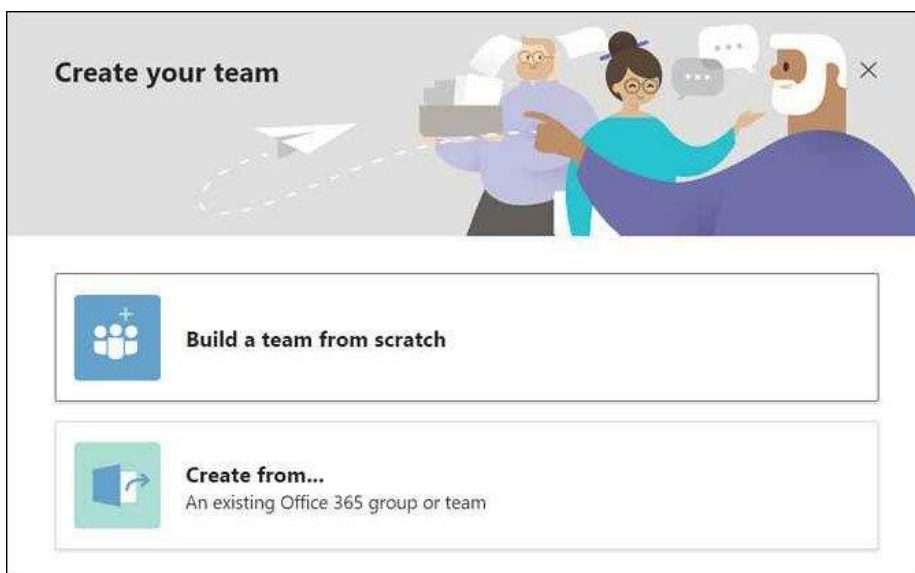 Create your team
Build a team from scratch
Create from...
An existing Office 365 group or team